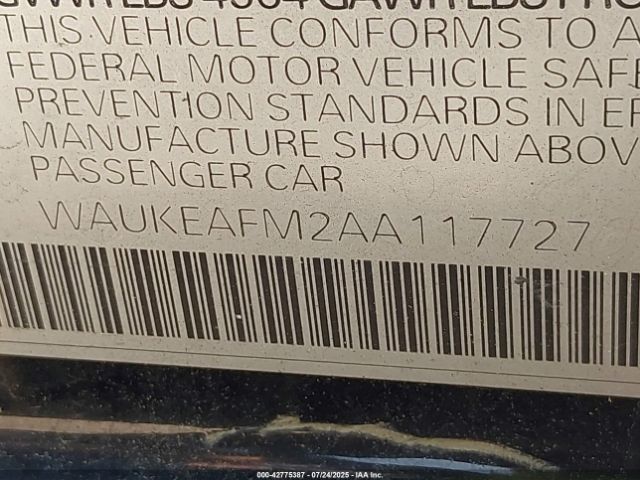 THIS VEHICLE CONFORMS TO A
FEDERAL MOTOR VEHICLE SAFE
PREVENTION STANDARDS IN EF
MANUFACTURE SHOWN ABOV
PASSENGER CAR
WAUKEAFM2AA117727
000-42775387 - 07/24/2025 - IAA Inc.